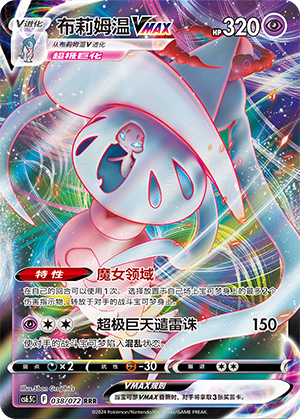 V进化
布莉姆温VMAX
HP320
从布莉姆温V进化
超极巨化
特性 魔女领域
在自己的回合可以使用1次。选择放置于自己场上宝可梦身上的最多2个
伤害指示物，转放于对手的战斗宝可梦身上。
超极巨天谴雷诛 150
使对手的战斗宝可梦陷入混乱状态。
弱点 ×2 抵抗力 -30 撤退
VMAX规则
当宝可梦VMAX昏厥时，对手将拿取3张奖赏卡。
cs6.5C F 038/072 RRR
©2024 Pokémon/Nintendo/Creatures/GAME FREAK.